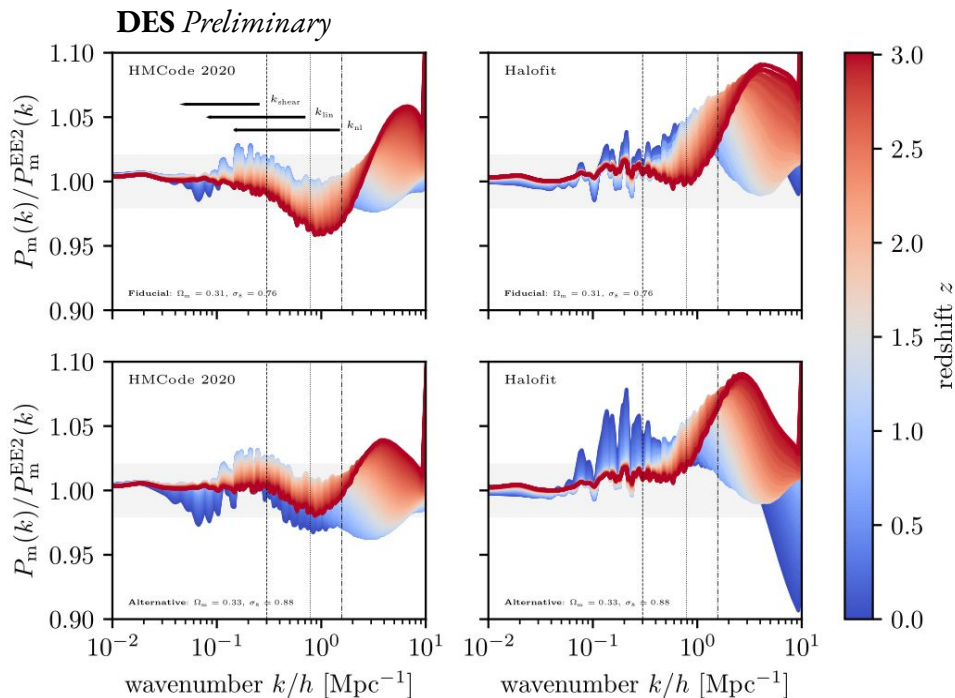 DES Preliminary
HMCode 2020
k_shear
k_lin
k_nl
Fiducial: Ω_m = 0.31, σ_8 = 0.76
1.10
1.05
1.00
0.95
0.90
P_m(k)/P_m^EE2(k)
Halofit
Fiducial: Ω_m = 0.31, σ_8 = 0.76
HMCode 2020
Alternative: Ω_m = 0.33, σ_8 = 0.88
1.10
1.05
1.00
0.95
0.90
P_m(k)/P_m^EE2(k)
10^-2
10^-1
10^0
10^1
wavenumber k/h [Mpc^-1]
Halofit
Alternative: Ω_m = 0.33, σ_8 = 0.88
10^-2
10^-1
10^0
10^1
wavenumber k/h [Mpc^-1]
3.0
2.5
2.0
1.5
1.0
0.5
0.0
redshift z